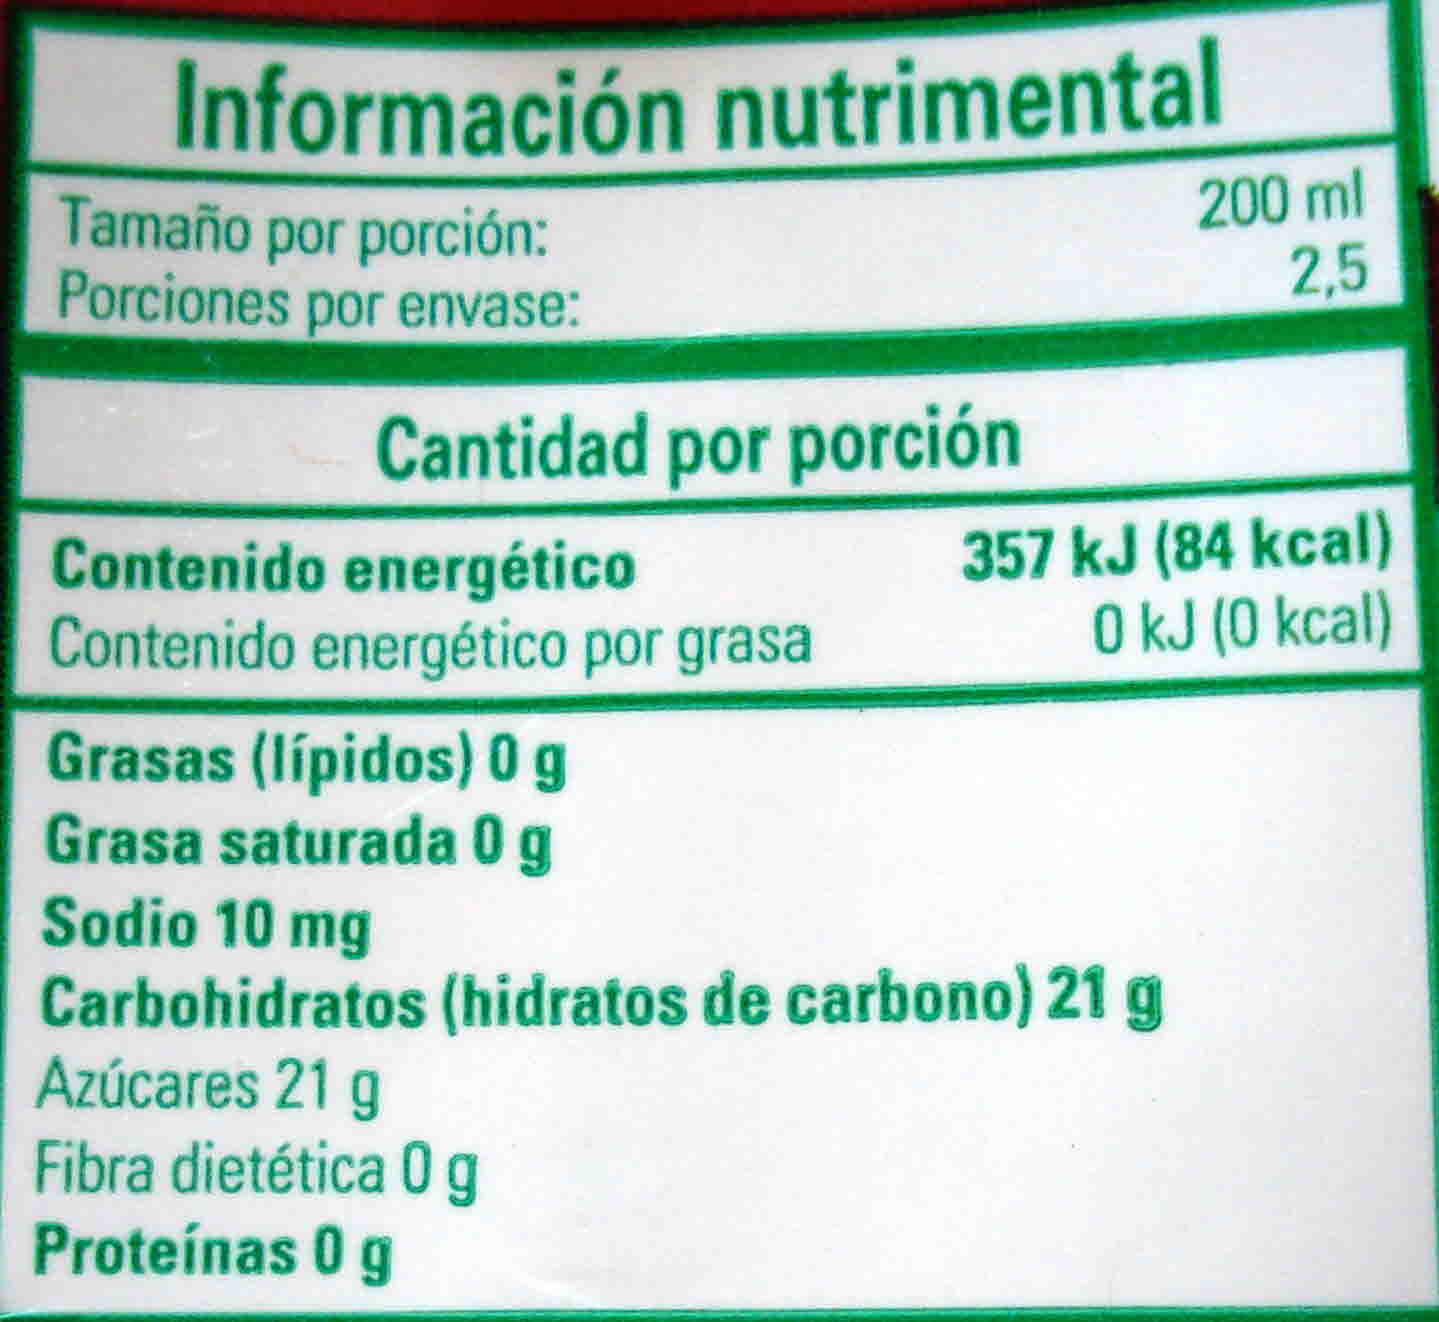 Información nutrimental
Tamaño por porción: 200 ml
Porciones por envase: 2,5
Cantidad por porción
Contenido energético 357 kJ (84 kcal)
Contenido energético por grasa 0 kJ (0 kcal)
Grasas (lípidos) 0 g
Grasa saturada 0 g
Sodio 10 mg
Carbohidratos (hidratos de carbono) 21 g
Azúcares 21 g
Fibra dietética 0 g
Proteínas 0 g